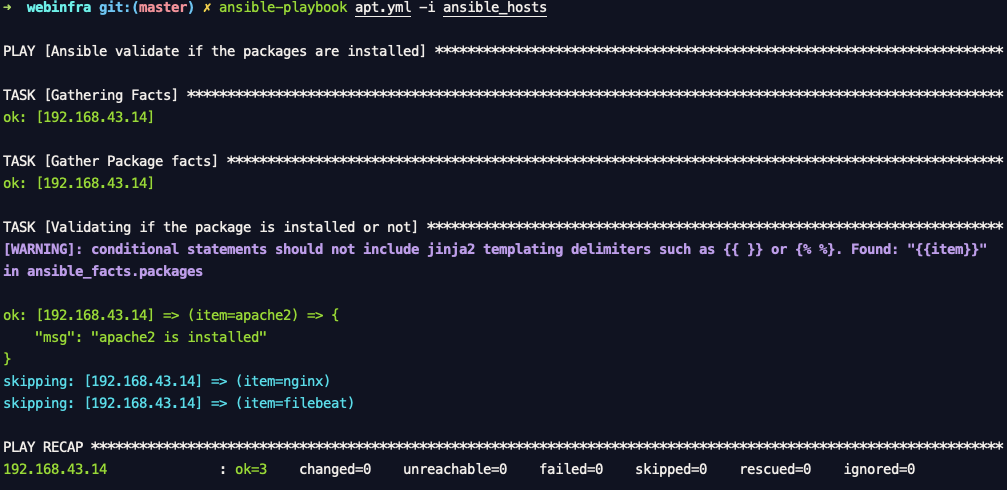 ➜  webinfra git:(master) ✗ ansible-playbook apt.yml -i ansible_hosts
PLAY [Ansible validate if the packages are installed] ***********************************************************************
TASK [Gathering Facts] ******************************************************************************************************
ok: [192.168.43.14]
TASK [Gather Package facts] *************************************************************************************************
ok: [192.168.43.14]
TASK [Validating if the package is installed or not] ************************************************************************
[WARNING]: conditional statements should not include jinja2 templating delimiters such as {{ }} or {% %}. Found: "{{item}}"
in ansible_facts.packages
ok: [192.168.43.14] => (item=apache2) => {
    "msg": "apache2 is installed"
}
skipping: [192.168.43.14] => (item=nginx)
skipping: [192.168.43.14] => (item=filebeat)
PLAY RECAP ******************************************************************************************************************
192.168.43.14              : ok=3    changed=0    unreachable=0    failed=0    skipped=0    rescued=0    ignored=0